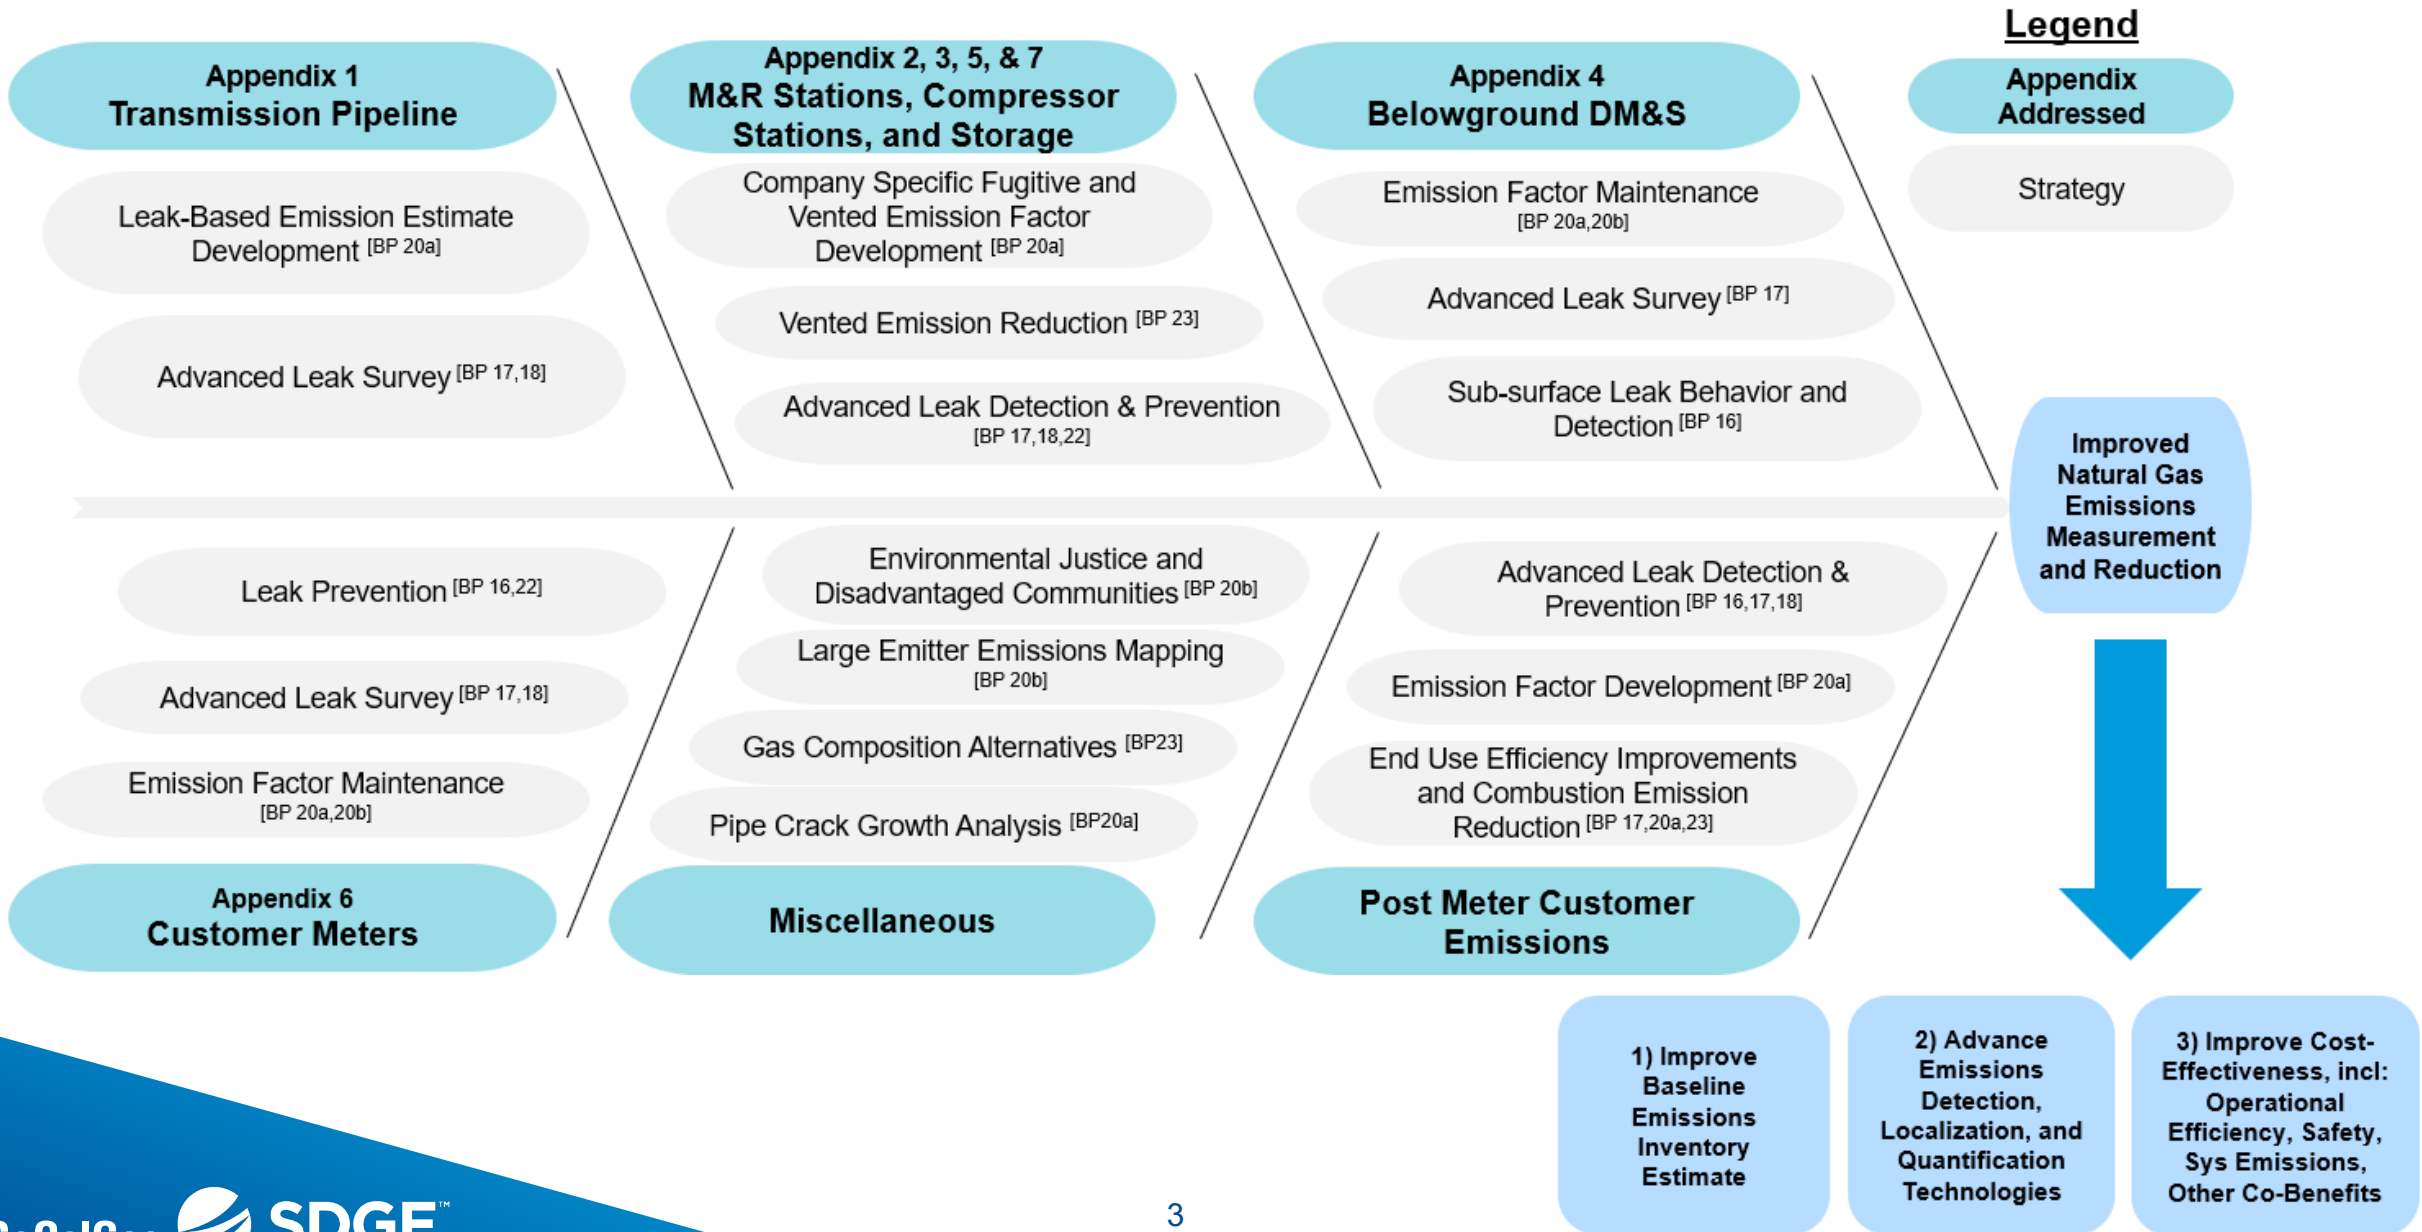 Legend
Appendix 1
Transmission Pipeline
Leak-Based Emission Estimate
Development [BP 20a]
Advanced Leak Survey [BP 17,18]
Appendix 2, 3, 5, & 7
M&R Stations, Compressor
Stations, and Storage
Company Specific Fugitive and
Vented Emission Factor
Development [BP 20a]
Vented Emission Reduction [BP 23]
Advanced Leak Detection & Prevention
[BP 17,18,22]
Appendix 4
Belowground DM&S
Emission Factor Maintenance
[BP 20a,20b]
Advanced Leak Survey [BP 17]
Sub-surface Leak Behavior and
Detection [BP 16]
Appendix
Addressed
Strategy
Improved
Natural Gas
Emissions
Measurement
and Reduction
Leak Prevention [BP 16,22]
Advanced Leak Survey [BP 17,18]
Emission Factor Maintenance
[BP 20a,20b]
Appendix 6
Customer Meters
Environmental Justice and
Disadvantaged Communities [BP 20b]
Large Emitter Emissions Mapping
[BP 20b]
Gas Composition Alternatives [BP23]
Pipe Crack Growth Analysis [BP20a]
Miscellaneous
Advanced Leak Detection &
Prevention [BP 16,17,18]
Emission Factor Development [BP 20a]
End Use Efficiency Improvements
and Combustion Emission
Reduction [BP 17,20a,23]
Post Meter Customer
Emissions
1) Improve
Baseline
Emissions
Inventory
Estimate
2) Advance
Emissions
Detection,
Localization, and
Quantification
Technologies
3) Improve Cost-
Effectiveness, incl:
Operational
Efficiency, Safety,
Sys Emissions,
Other Co-Benefits
SDGE™
3